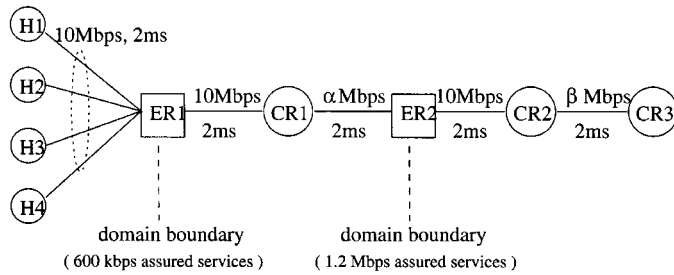 H1
10Mbps, 2ms
H2
H3
H4
ER1
10Mbps
2ms
CR1
α Mbps
2ms
ER2
10Mbps
2ms
CR2
β Mbps
2ms
CR3
domain boundary
( 600 kbps assured services )
domain boundary
( 1.2 Mbps assured services )